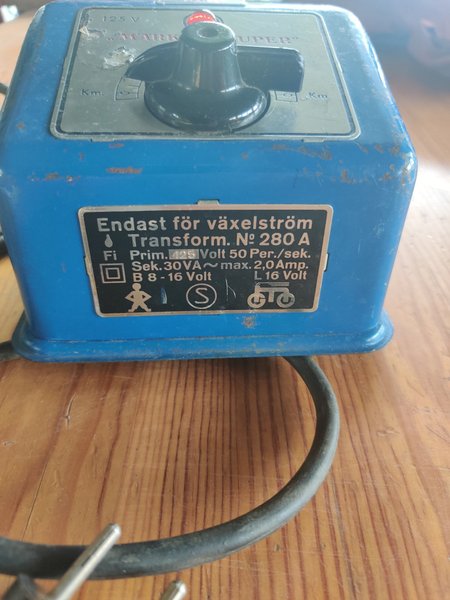 125 V
Km.
Km.
Endast för växelström
Transform. Nº 280 A
Fi Prim. 125 Volt 50 Per./sek.
Sek. 30 VA ~ max. 2,0 Amp.
B 8 - 16 Volt L 16 Volt
S